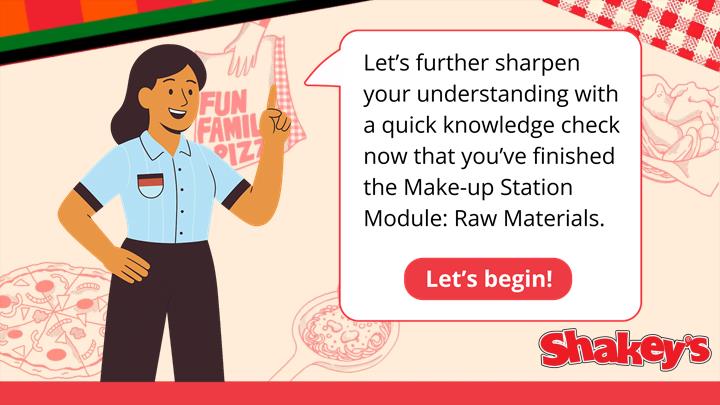 Let’s further sharpen
your understanding with
a quick knowledge check
now that you’ve finished
the Make-up Station
Module: Raw Materials.
Let’s begin!
FUN
FAMIL
PIZZ
Shakey's